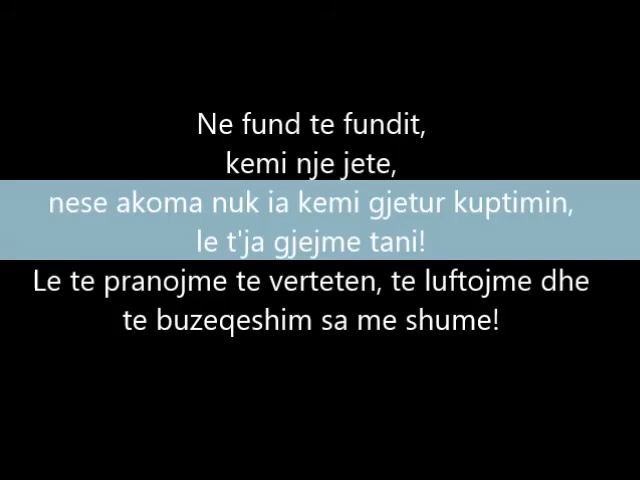 Ne fund te fundit,
kemi nje jete,
nese akoma nuk ia kemi gjetur kuptimin,
le t'ja gjejme tani!
Le te pranojme te verteten, te luftojme dhe
te buzeqeshim sa me shume!